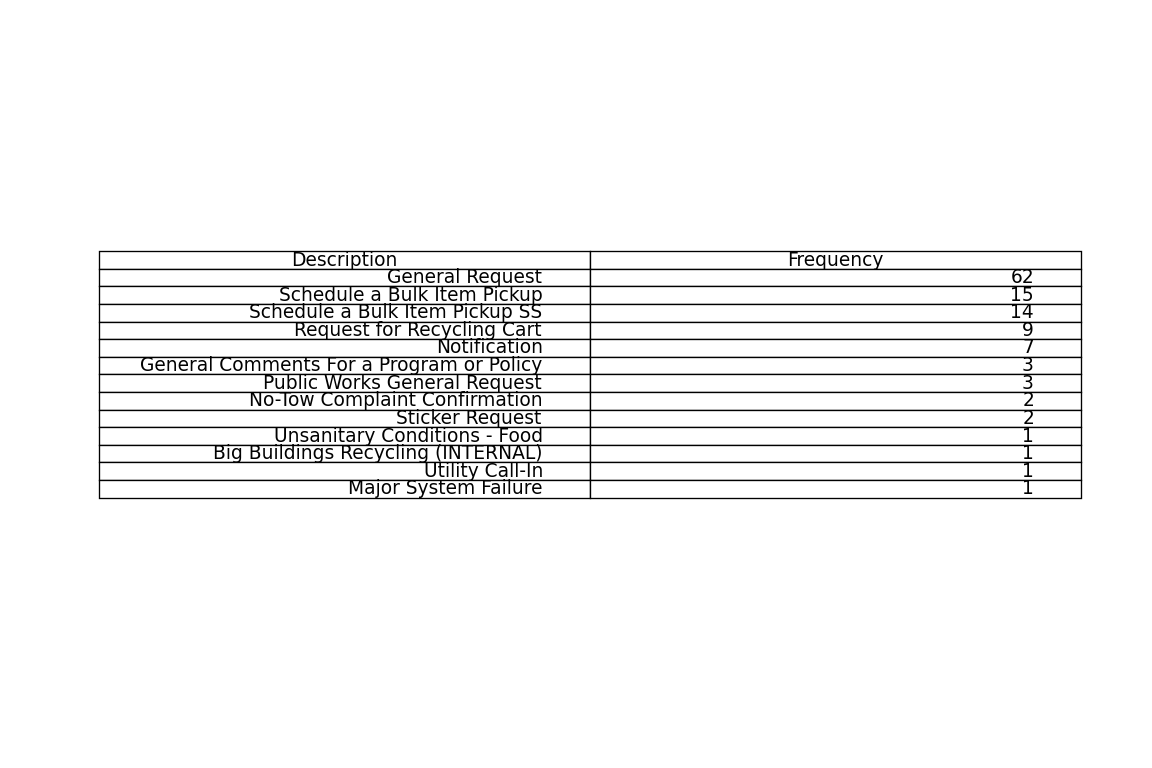 Description Frequency
General Request 62
Schedule a Bulk Item Pickup 15
Schedule a Bulk Item Pickup SS 14
Request for Recycling Cart 9
Notification 7
General Comments For a Program or Policy 3
Public Works General Request 3
No-Tow Complaint Confirmation 2
Sticker Request 2
Unsanitary Conditions - Food 1
Big Buildings Recycling (INTERNAL) 1
Utility Call-In 1
Major System Failure 1